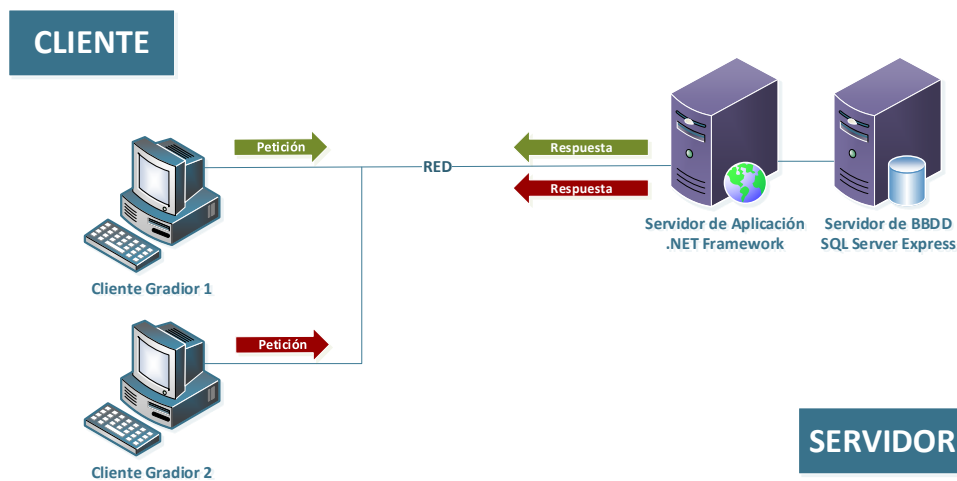 CLIENTE
Petición
Respuesta
RED
Respuesta
Servidor de Aplicación
.NET Framework
Servidor de BBDD
SQL Server Express
Cliente Gradior 1
Petición
Cliente Gradior 2
SERVIDOR